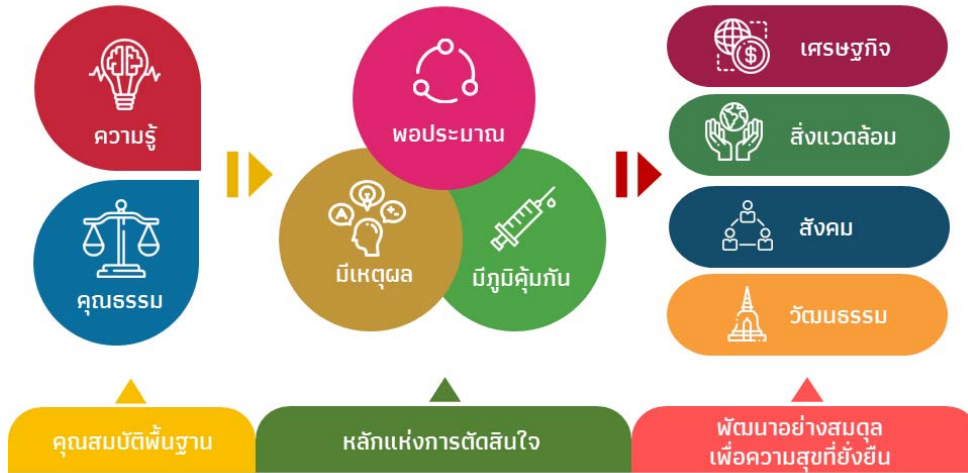 ความรู้
คุณธรรม
พอประมาณ
มีเหตุผล
มีภูมิคุ้มกัน
เศรษฐกิจ
สิ่งแวดล้อม
สังคม
วัฒนธรรม
คุณสมบัติพื้นฐาน
หลักแห่งการตัดสินใจ
พัฒนาอย่างสมดุล
เพื่อความสุขที่ยั่งยืน